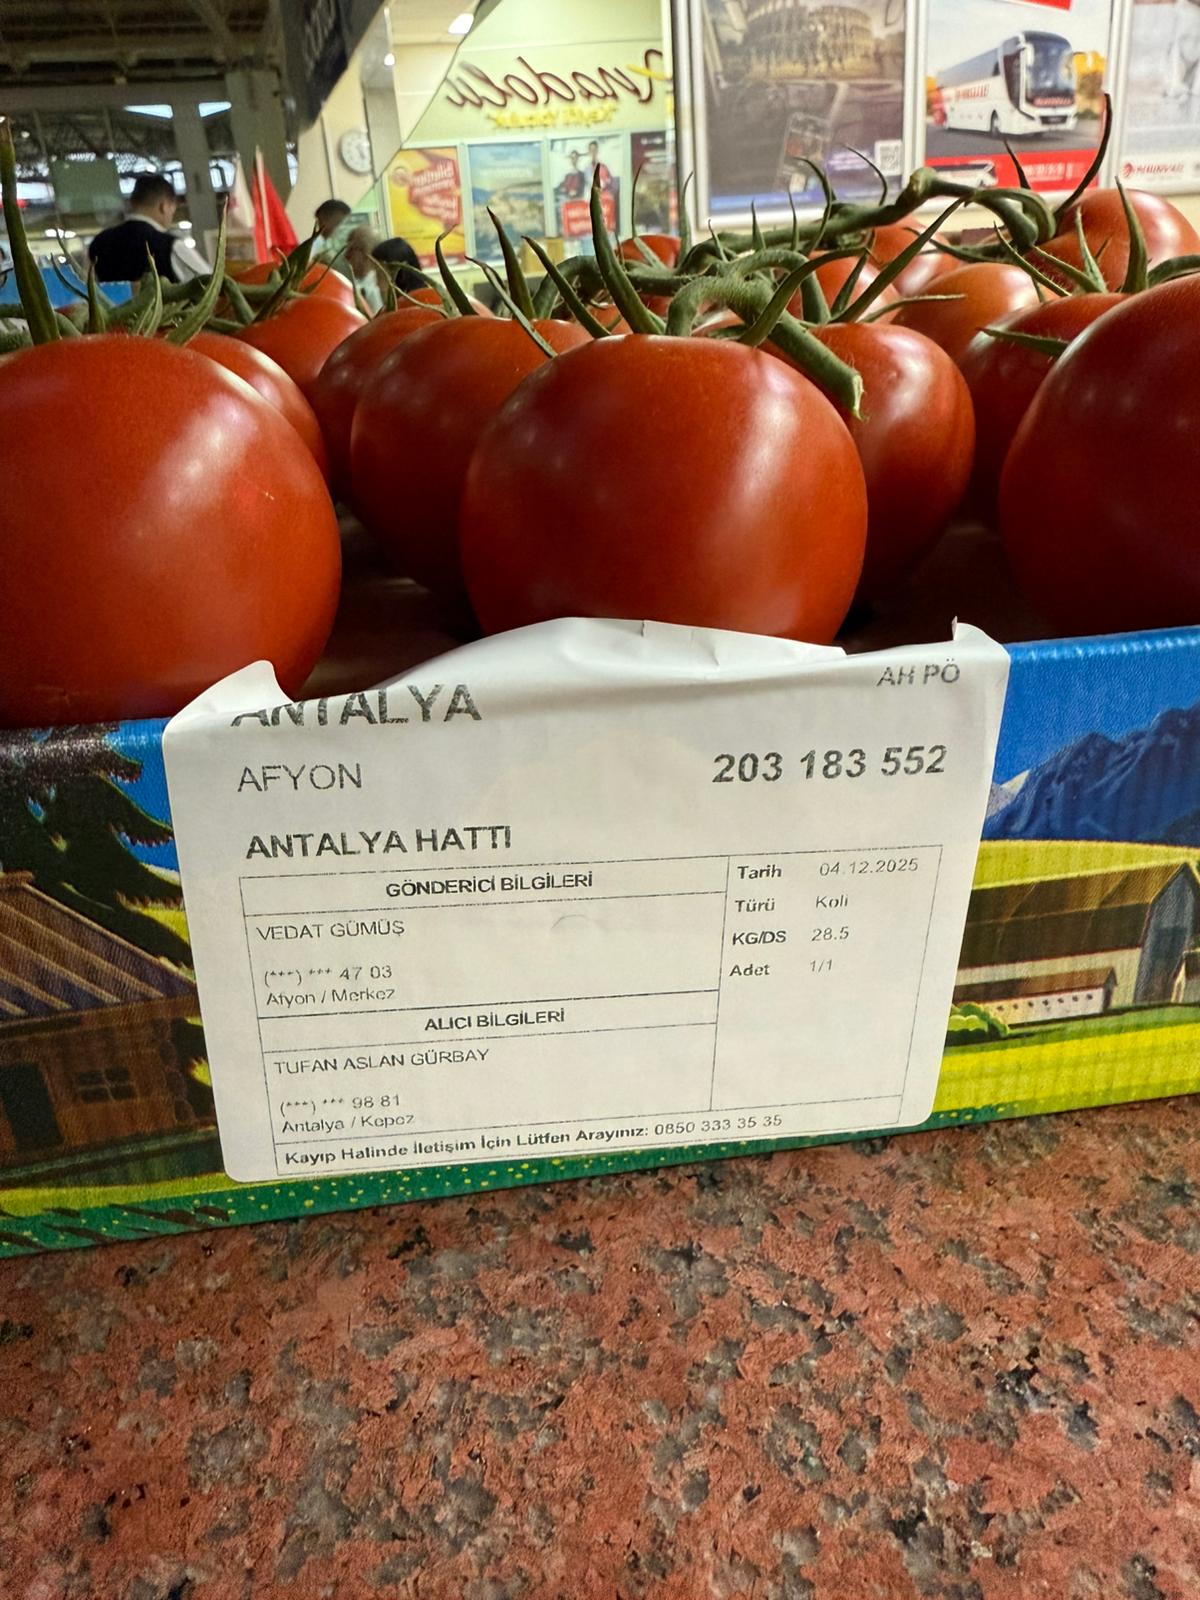 Anadolu
ANTALYA
AH PÖ
AFYON
203 183 552
ANTALYA HATTI
GÖNDERİCİ BİLGİLERİ
VEDAT GÜMÜŞ
(***) *** 47 03
Afyon / Merkez
ALICI BİLGİLERİ
TUFAN ASLAN GÜRBAY
(***) *** 98 81
Antalya / Kepez
Tarih 04.12.2025
Türü Koli
KG/DS 28.5
Adet 1/1
Kayıp Halinde İletişim İçin Lütfen Arayınız: 0850 333 35 35